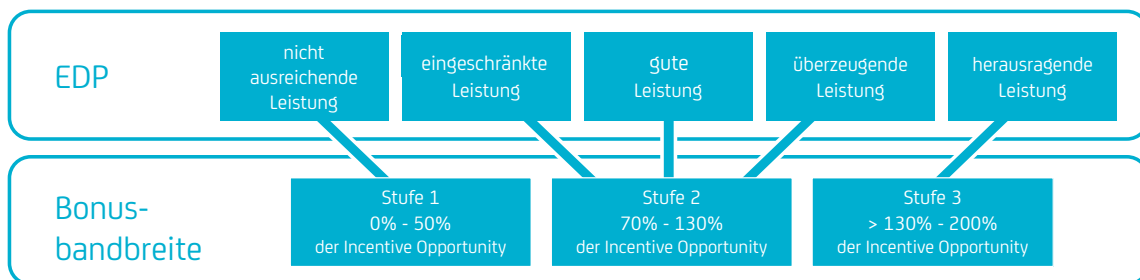 EDP
nicht
ausreichende
Leistung
eingeschränkte
Leistung
gute
Leistung
überzeugende
Leistung
herausragende
Leistung
Bonus-
bandbreite
Stufe 1
0% - 50%
der Incentive Opportunity
Stufe 2
70% - 130%
der Incentive Opportunity
Stufe 3
> 130% - 200%
der Incentive Opportunity